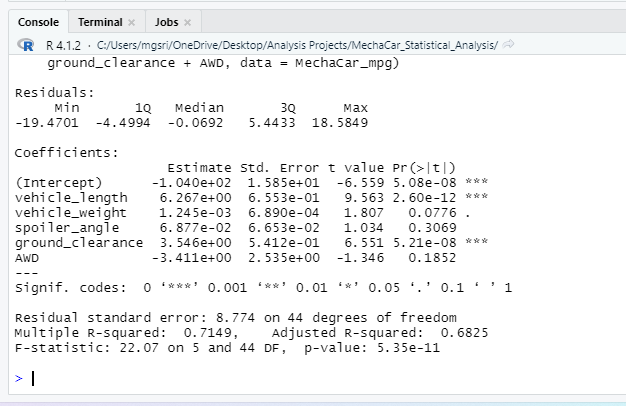 Console Terminal × Jobs ×
R 4.1.2 · C:/Users/mgsri/OneDrive/Desktop/Analysis Projects/MechaCar_Statistical_Analysis/
ground_clearance + AWD, data = MechaCar_mpg)
Residuals:
     Min       1Q   Median       3Q      Max
-19.4701  -4.4994  -0.0692   5.4433  18.5849
Coefficients:
                   Estimate Std. Error t value Pr(>|t|)
(Intercept)      -1.040e+02  1.585e+01  -6.559 5.08e-08 ***
vehicle_length    6.267e+00  6.553e-01   9.563 2.60e-12 ***
vehicle_weight    1.245e-03  6.890e-04   1.807   0.0776 .
spoiler_angle     6.877e-02  6.653e-02   1.034   0.3069
ground_clearance  3.546e+00  5.412e-01   6.551 5.21e-08 ***
AWD              -3.411e+00  2.535e+00  -1.346   0.1852
---
Signif. codes:  0 ‘***’ 0.001 ‘**’ 0.01 ‘*’ 0.05 ‘.’ 0.1 ‘ ’ 1
Residual standard error: 8.774 on 44 degrees of freedom
Multiple R-squared:  0.7149,	Adjusted R-squared:  0.6825
F-statistic: 22.07 on 5 and 44 DF,  p-value: 5.35e-11
>